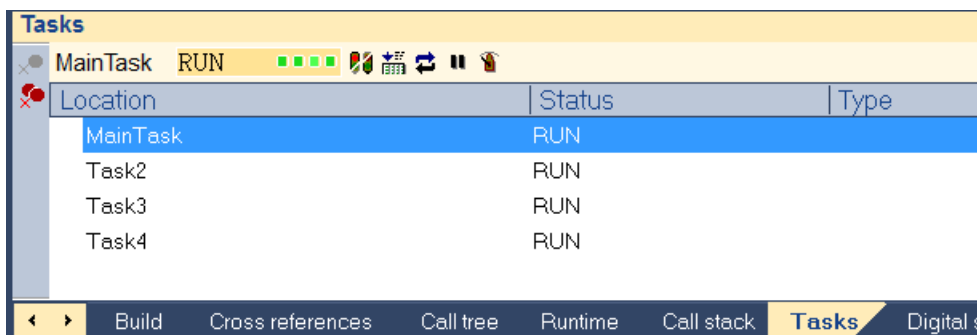 Tasks
MainTask RUN
Location Status Type
MainTask RUN
Task2 RUN
Task3 RUN
Task4 RUN
Build Cross references Call tree Runtime Call stack Tasks Digital